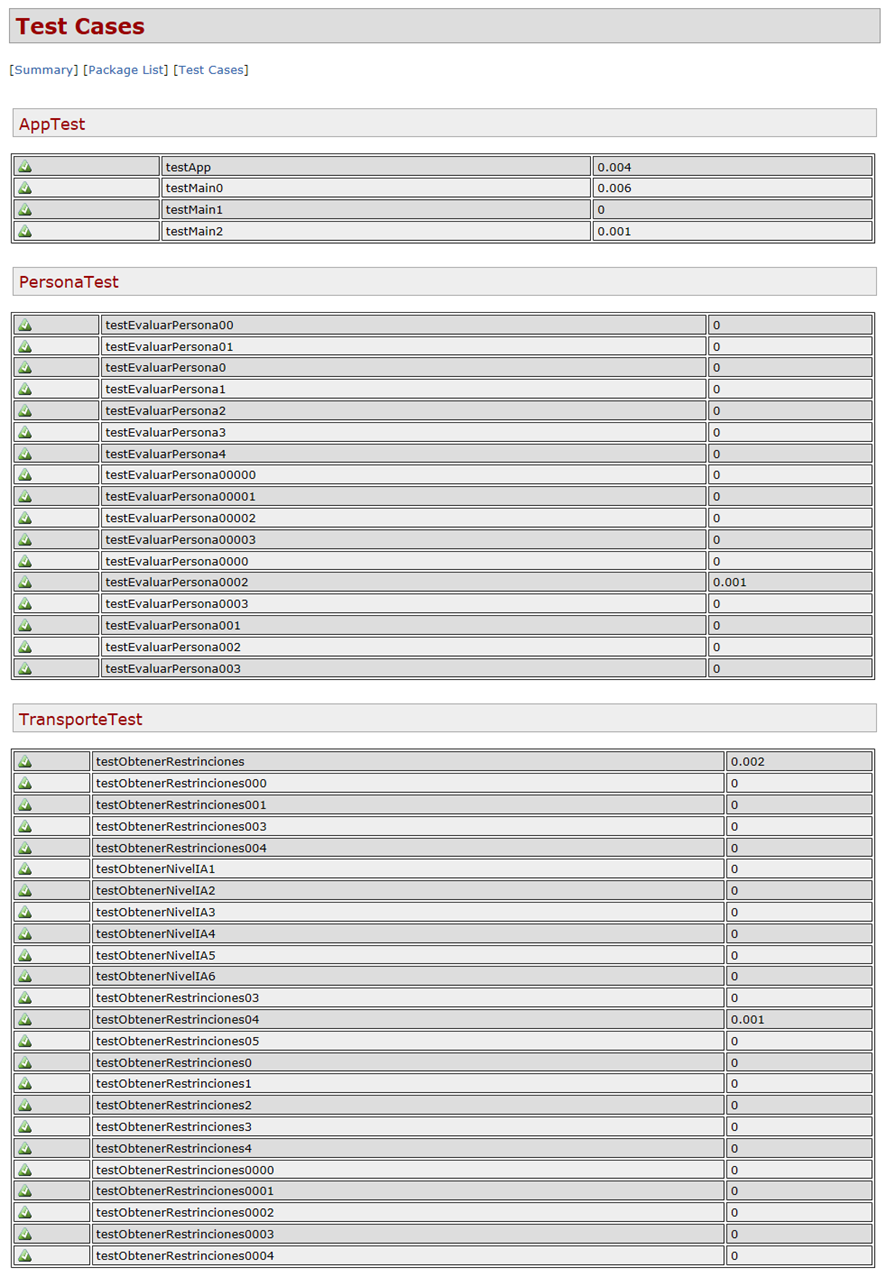 Test Cases
[Summary] [Package List] [Test Cases]
AppTest
testApp 0.004
testMain0 0.006
testMain1 0
testMain2 0.001
PersonaTest
testEvaluarPersona00 0
testEvaluarPersona01 0
testEvaluarPersona0 0
testEvaluarPersona1 0
testEvaluarPersona2 0
testEvaluarPersona3 0
testEvaluarPersona4 0
testEvaluarPersona00000 0
testEvaluarPersona00001 0
testEvaluarPersona00002 0
testEvaluarPersona00003 0
testEvaluarPersona0000 0
testEvaluarPersona0002 0.001
testEvaluarPersona0003 0
testEvaluarPersona001 0
testEvaluarPersona002 0
testEvaluarPersona003 0
TransporteTest
testObtenerRestrinciones 0.002
testObtenerRestrinciones000 0
testObtenerRestrinciones001 0
testObtenerRestrinciones003 0
testObtenerRestrinciones004 0
testObtenerNivelIA1 0
testObtenerNivelIA2 0
testObtenerNivelIA3 0
testObtenerNivelIA4 0
testObtenerNivelIA5 0
testObtenerNivelIA6 0
testObtenerRestrinciones03 0
testObtenerRestrinciones04 0.001
testObtenerRestrinciones05 0
testObtenerRestrinciones0 0
testObtenerRestrinciones1 0
testObtenerRestrinciones2 0
testObtenerRestrinciones3 0
testObtenerRestrinciones4 0
testObtenerRestrinciones0000 0
testObtenerRestrinciones0001 0
testObtenerRestrinciones0002 0
testObtenerRestrinciones0003 0
testObtenerRestrinciones0004 0